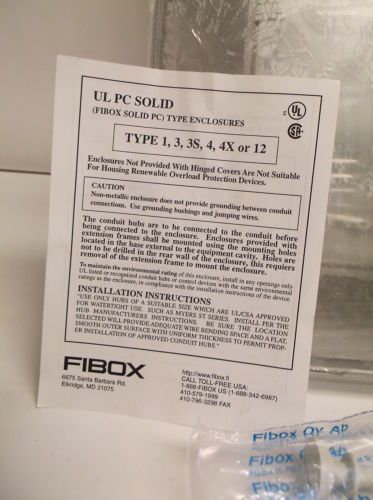 UL PC SOLID
(FIBOX SOLID PC) TYPE ENCLOSURES
c UL
SA
TYPE 1, 3, 3S, 4, 4X or 12
Enclosures Not Provided With Hinged Covers Are Not Suitable
For Housing Renewable Overload Protection Devices.
CAUTION
Non-metallic enclosure does not provide grounding between conduit
connections. Use grounding bushings and jumping wires.
The conduit hubs are to be connected to the conduit before
being connected to the enclosure. Enclosures provided with
extension frames shall be mounted using the mounting holes
located in the base external to the equipment cavity. Holes are
not to be drilled in the rear wall of the enclosure, this requiers
removal of the extension frame to mount the enclosure.
To maintain the environmental rating of this enclosure, install in any openings only
UL listed or recognized conduit hubs or control devices with the same environmental
ratings as the enclosure, in compliance with the installation instructions of the device.
INSTALLATION INSTRUCTIONS
"USE ONLY HUBS OF A SUITABLE SIZE WHICH ARE UL/CSA APPROVED
FOR WATERTIGHT USE. SUCH AS MYERS ST SERIES. INSTALL PER THE
HUB MANUFACTURERS INSTRUCTIONS. BE SURE THE LOCATION
SELECTED WILL PROVIDE ADEQUATE WIRE BENDING SPACE AND A FLAT,
SMOOTH OUTER SURFACE WITH UNIFORM THICKNESS TO PERMIT PROP-
ER INSTALLATION OF APPROVED CONDUIT HUBS."
FIBOX
6675 Santa Barbara Rd.
Elkridge, MD 21075
http://www.fibox.fi
CALL TOLL-FREE USA:
1-888-FIBOX US (1-888-342-6987)
410-579-1999
410-796-3298 FAX
Fibox OY AB
Fibox